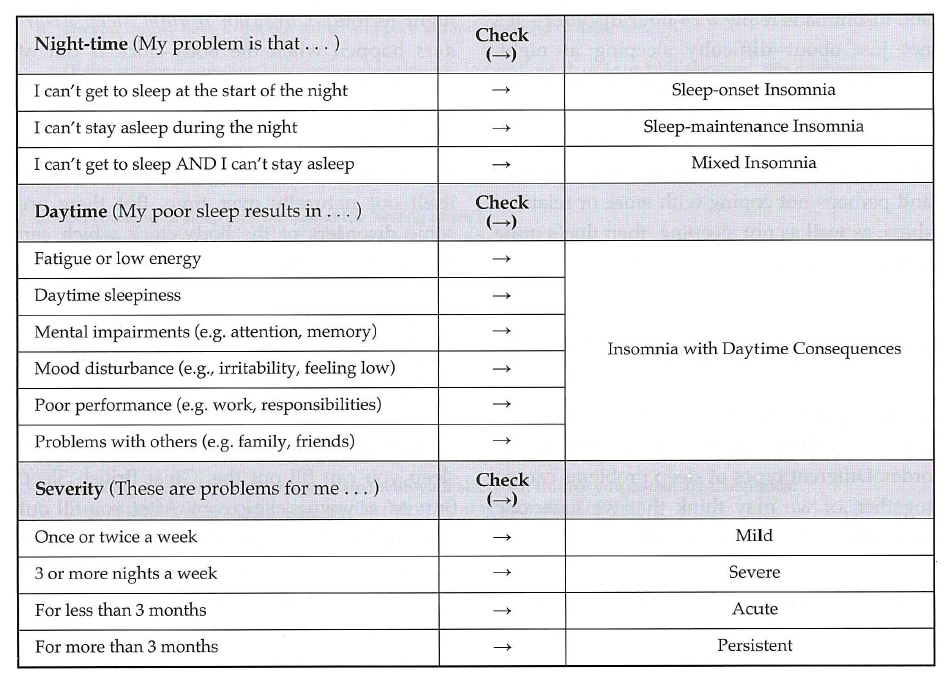 Night-time (My problem is that . . . )
Check
(→)
I can't get to sleep at the start of the night → Sleep-onset Insomnia
I can't stay asleep during the night → Sleep-maintenance Insomnia
I can't get to sleep AND I can't stay asleep → Mixed Insomnia
Daytime (My poor sleep results in . . . )
Check
(→)
Fatigue or low energy →
Daytime sleepiness →
Mental impairments (e.g. attention, memory) →
Insomnia with Daytime Consequences
Mood disturbance (e.g., irritability, feeling low) →
Poor performance (e.g. work, responsibilities) →
Problems with others (e.g. family, friends) →
Severity (These are problems for me . . . )
Check
(→)
Once or twice a week → Mild
3 or more nights a week → Severe
For less than 3 months → Acute
For more than 3 months → Persistent